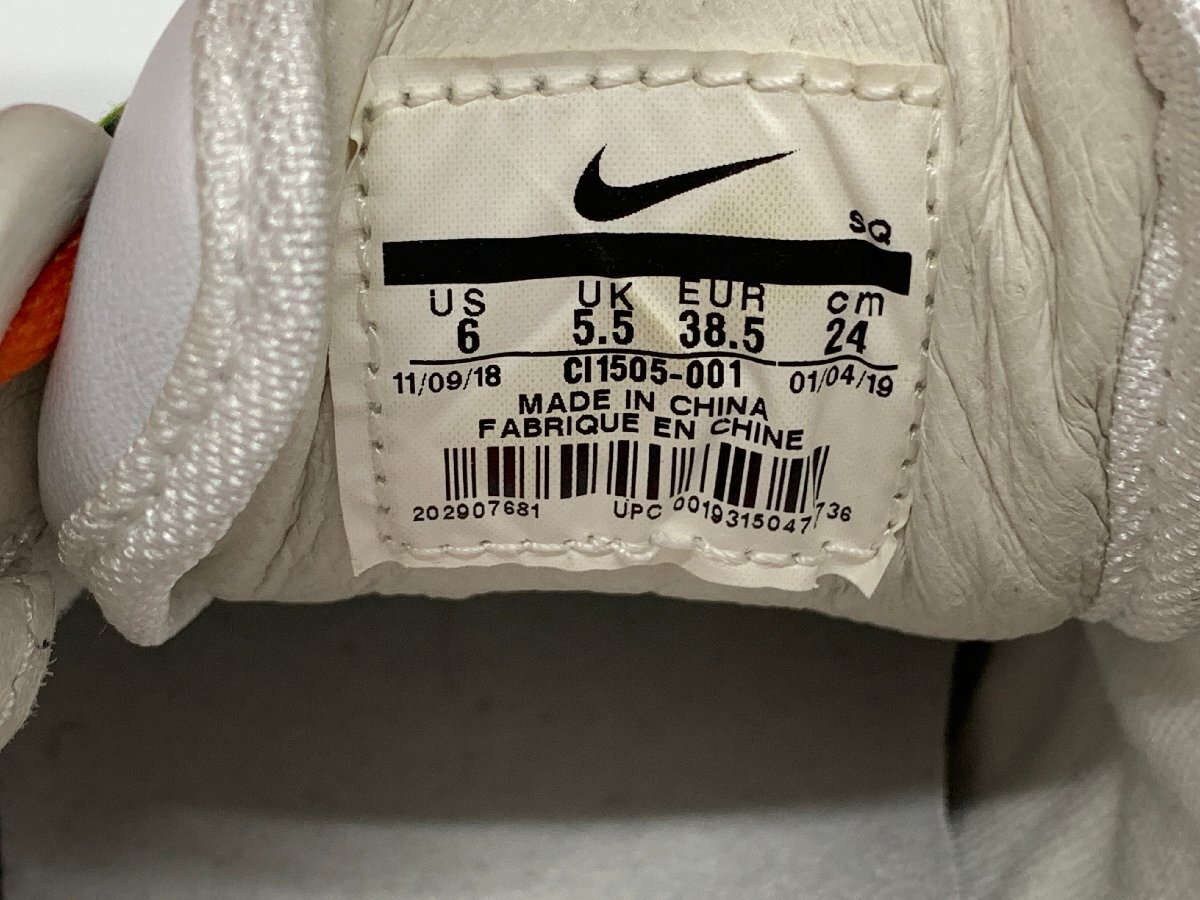 SQ
US UK EUR cm
6 5.5 38.5 24
11/09/18 CI1505-001 01/04/19
MADE IN CHINA
FABRIQUE EN CHINE
202907681 UPC